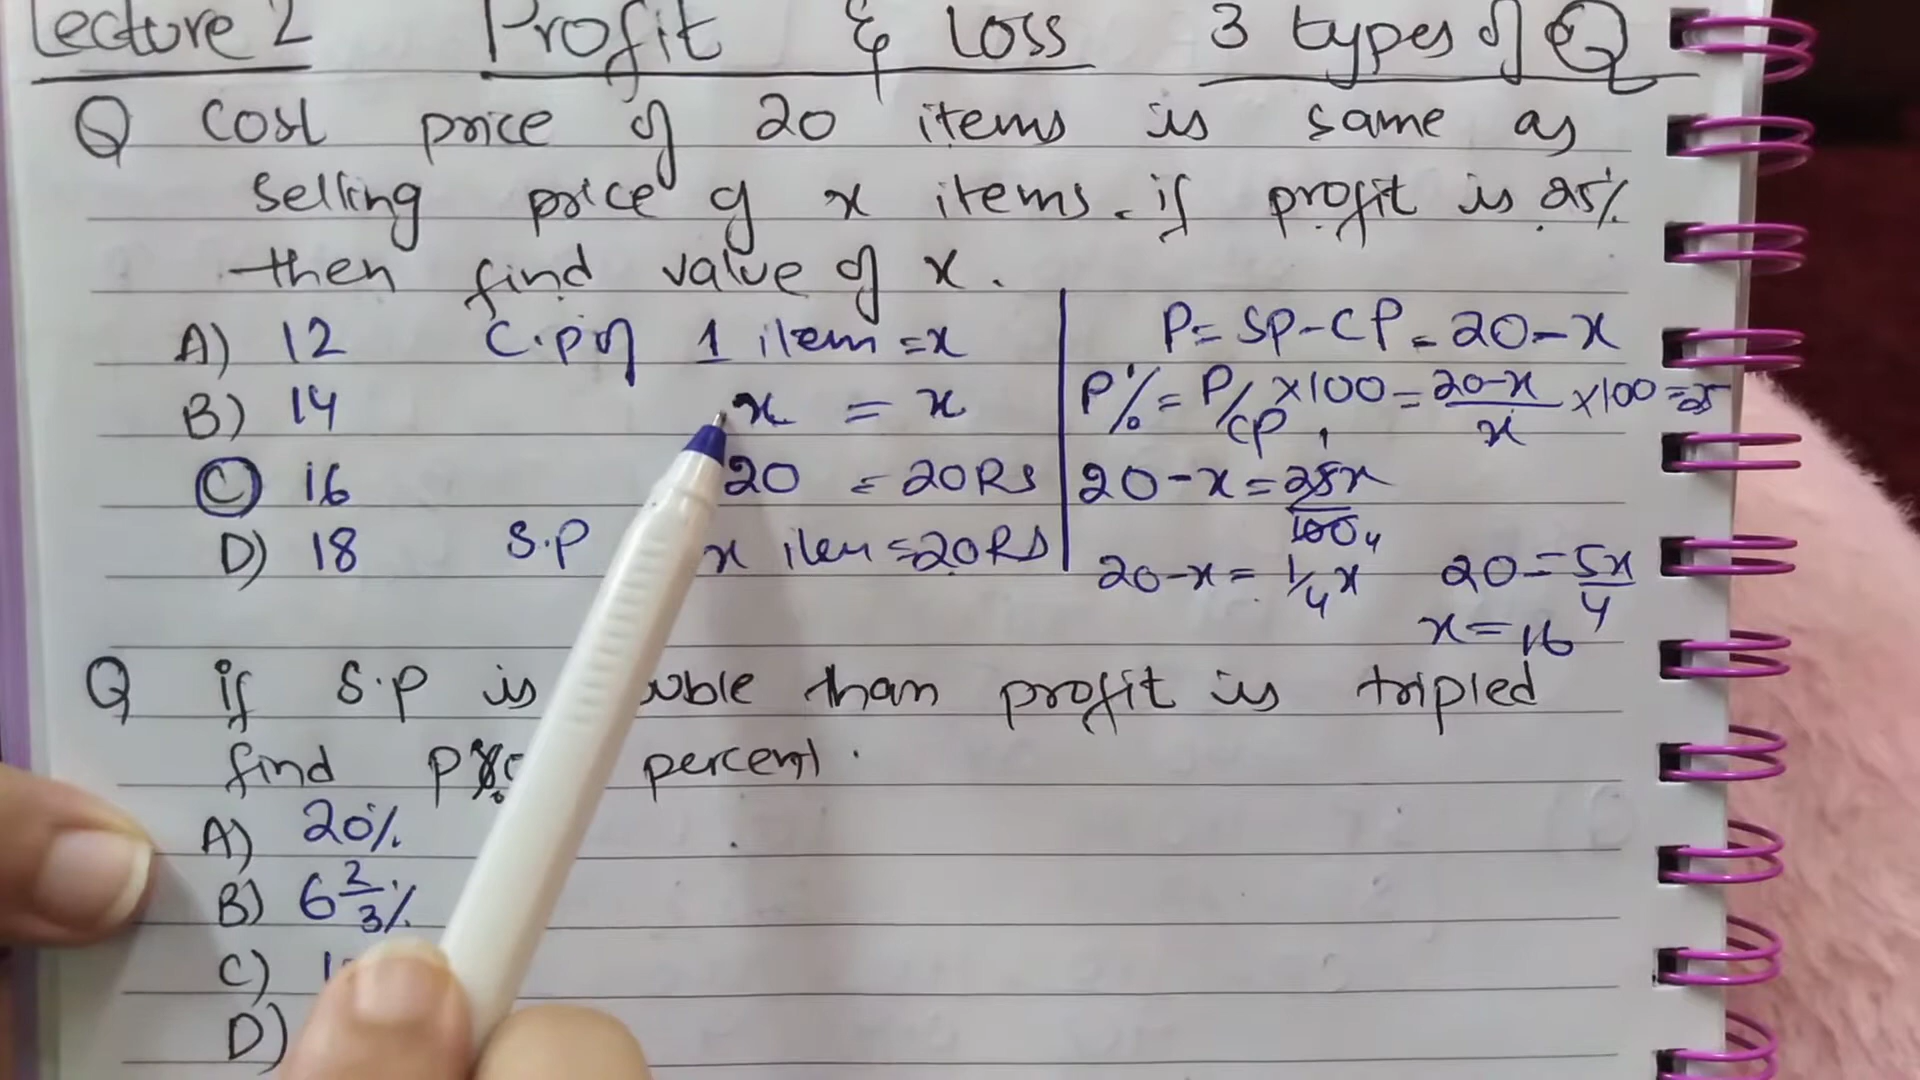 Lecture 2 Profit & Loss 3 types of Q
Q Cost price of 20 items is same as
selling price of x items. if profit is 25%
then find value of x.
A) 12
B) 14
C) 16
D) 18
C.P of 1 item = x
x = x
20 = 20RS
S.P x item = 20RS
P = SP - CP = 20 - x
P% = P/CP × 100 = 20-x/x × 100 = 25
20 - x = 25x/100 1 4
20 - x = 1/4 x 20 = 5x/4
x = 16
Q if S.P is than profit is tripled
find percent.
A) 20%
B) 6 2/3 %
C)
D)